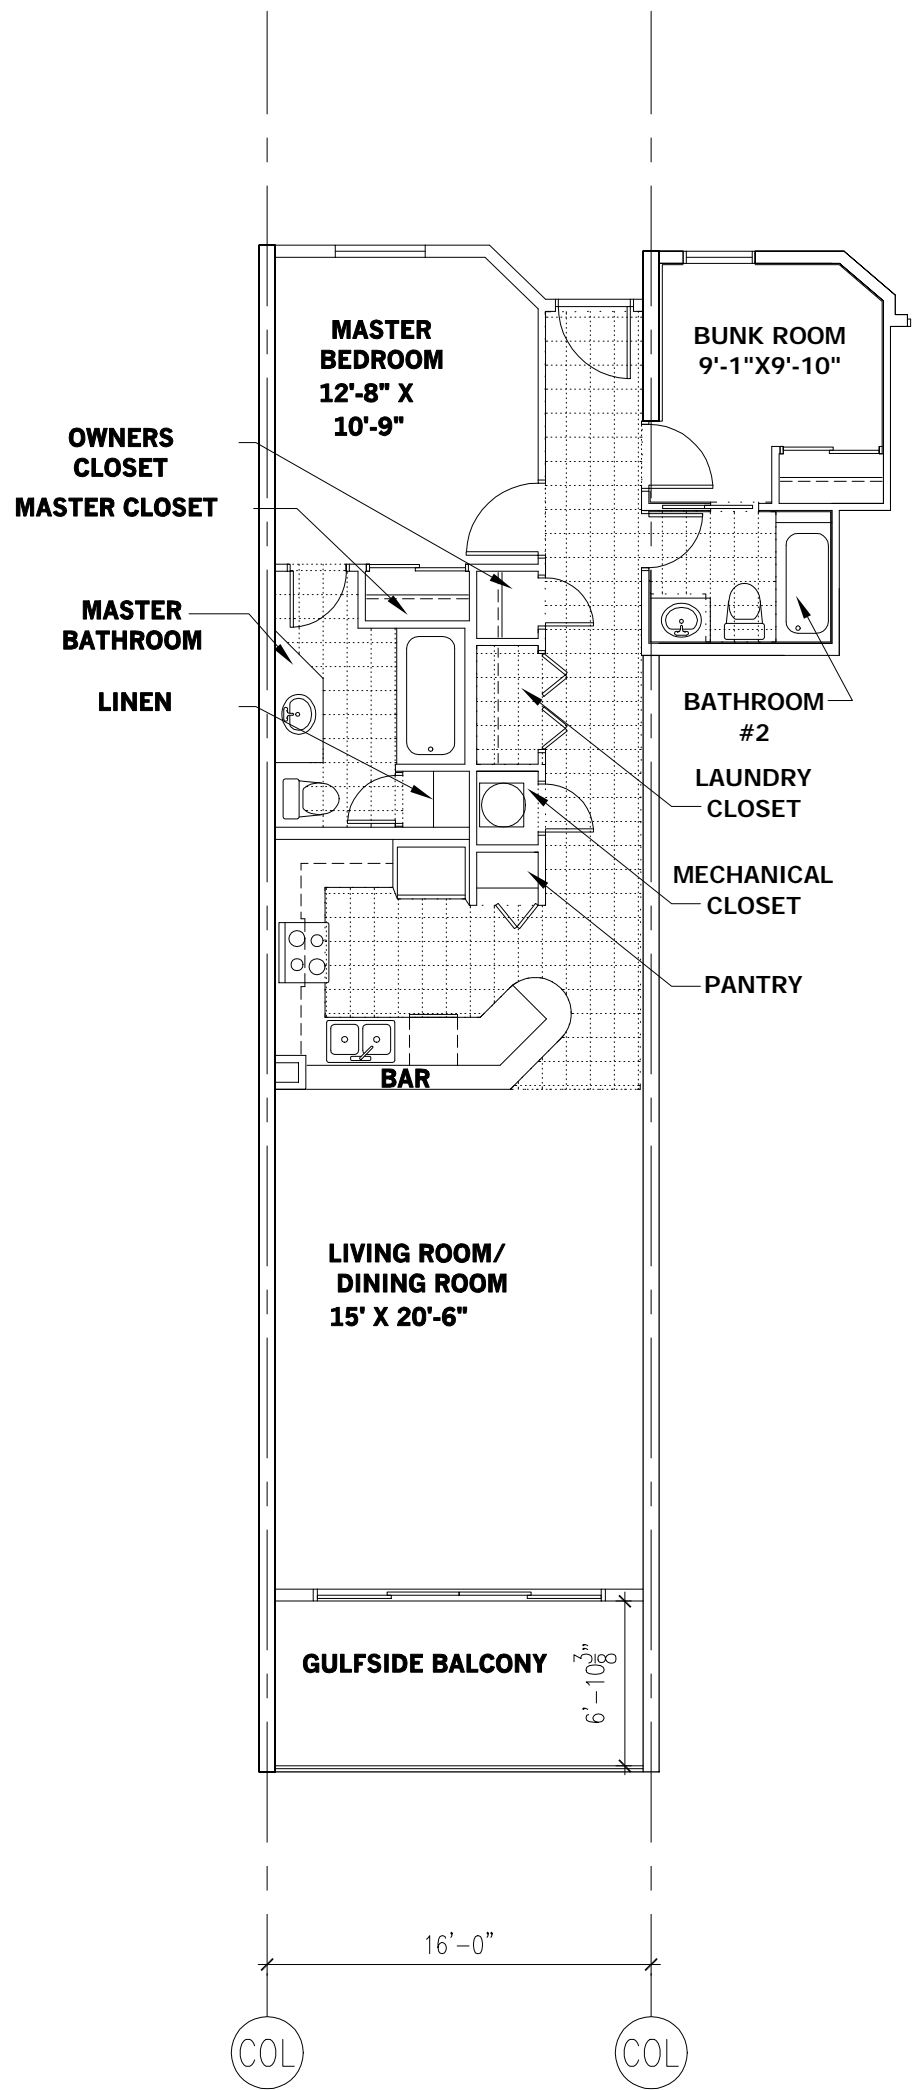 MASTER
BEDROOM
12'-8" X
10'-9"
BUNK ROOM
9'-1"X9'-10"
OWNERS
CLOSET
MASTER CLOSET
MASTER
BATHROOM
LINEN
BATHROOM
#2
LAUNDRY
CLOSET
MECHANICAL
CLOSET
PANTRY
BAR
LIVING ROOM/
DINING ROOM
15' X 20'-6"
GULFSIDE BALCONY
6'-10 3/8"
16'-0"
COL
COL